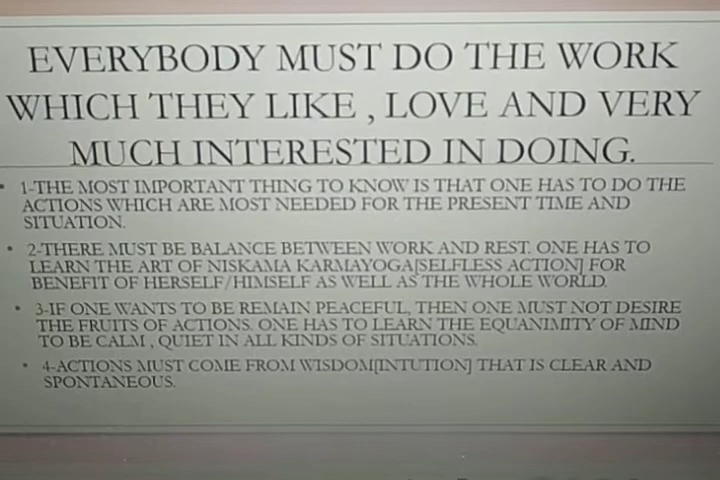 EVERYBODY MUST DO THE WORK
WHICH THEY LIKE , LOVE AND VERY
MUCH INTERESTED IN DOING.
• 1-THE MOST IMPORTANT THING TO KNOW IS THAT ONE HAS TO DO THE
ACTIONS WHICH ARE MOST NEEDED FOR THE PRESENT TIME AND
SITUATION.
• 2-THERE MUST BE BALANCE BETWEEN WORK AND REST. ONE HAS TO
LEARN THE ART OF NISKAMA KARMAYOGA[SELFLESS ACTION] FOR
BENEFIT OF HERSELF/HIMSELF AS WELL AS THE WHOLE WORLD.
• 3-IF ONE WANTS TO BE REMAIN PEACEFUL, THEN ONE MUST NOT DESIRE
THE FRUITS OF ACTIONS. ONE HAS TO LEARN THE EQUANIMITY OF MIND
TO BE CALM , QUIET IN ALL KINDS OF SITUATIONS.
• 4-ACTIONS MUST COME FROM WISDOM[INTUTION] THAT IS CLEAR AND
SPONTANEOUS.